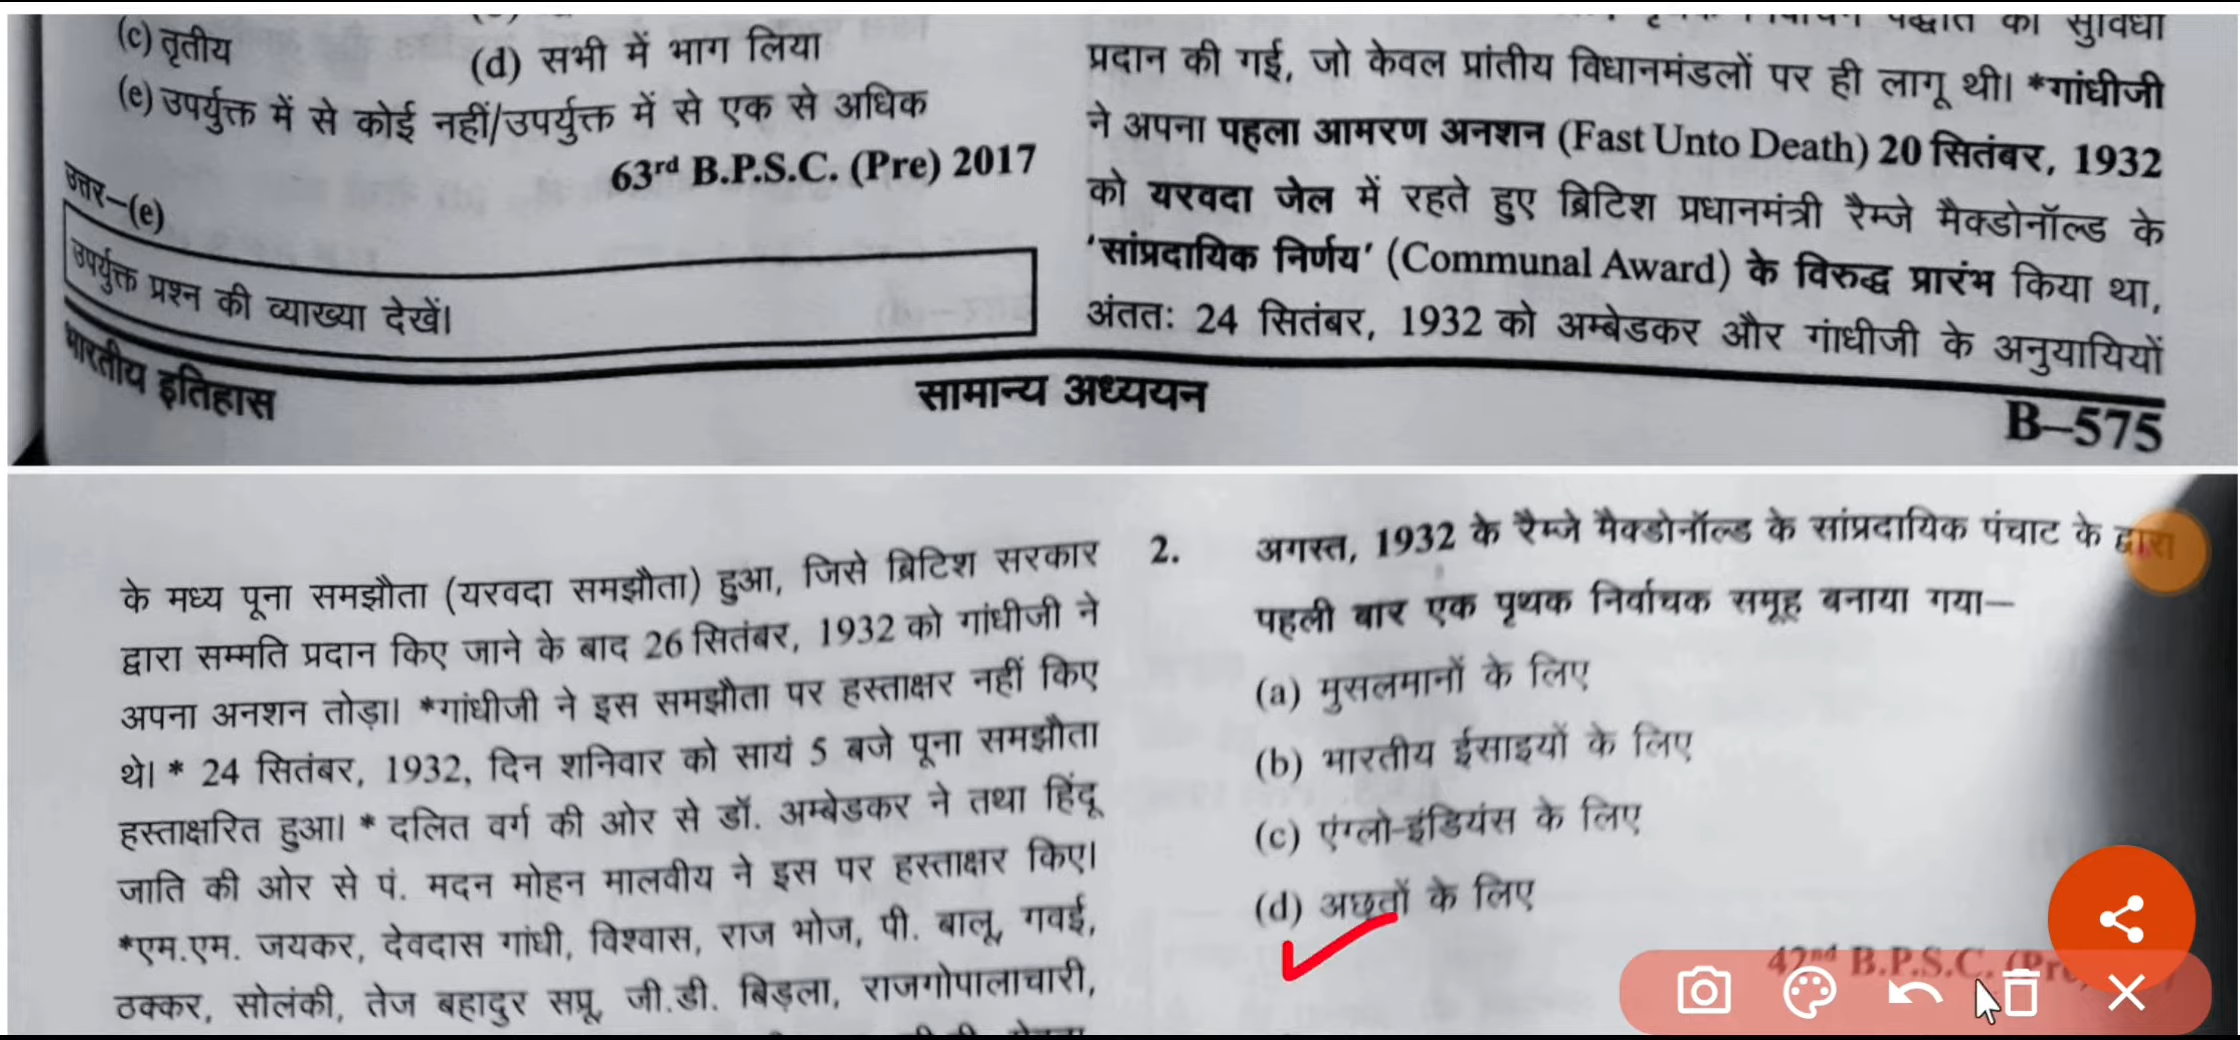 (c) तृतीय
(d) सभी में भाग लिया
(e) उपर्युक्त में से कोई नहीं/उपर्युक्त में से एक से अधिक
63rd B.P.S.C. (Pre) 2017
उत्तर–(e)
उपर्युक्त प्रश्न की व्याख्या देखें।
पद्धति की सुविधा
प्रदान की गई, जो केवल प्रांतीय विधानमंडलों पर ही लागू थी। *गांधीजी
ने अपना पहला आमरण अनशन (Fast Unto Death) 20 सितंबर, 1932
को यरवदा जेल में रहते हुए ब्रिटिश प्रधानमंत्री रैम्जे मैक्डोनॉल्ड के
'सांप्रदायिक निर्णय' (Communal Award) के विरुद्ध प्रारंभ किया था,
अंततः 24 सितंबर, 1932 को अम्बेडकर और गांधीजी के अनुयायियों
भारतीय इतिहास
सामान्य अध्ययन
B–575
के मध्य पूना समझौता (यरवदा समझौता) हुआ, जिसे ब्रिटिश सरकार
द्वारा सम्मति प्रदान किए जाने के बाद 26 सितंबर, 1932 को गांधीजी ने
अपना अनशन तोड़ा। *गांधीजी ने इस समझौता पर हस्ताक्षर नहीं किए
थे। * 24 सितंबर, 1932, दिन शनिवार को सायं 5 बजे पूना समझौता
हस्ताक्षरित हुआ। * दलित वर्ग की ओर से डॉ. अम्बेडकर ने तथा हिंदू
जाति की ओर से पं. मदन मोहन मालवीय ने इस पर हस्ताक्षर किए।
*एम.एम. जयकर, देवदास गांधी, विश्वास, राज भोज, पी. बालू, गवई,
ठक्कर, सोलंकी, तेज बहादुर सप्रू, जी.डी. बिड़ला, राजगोपालाचारी,
2. अगस्त, 1932 के रैम्जे मैक्डोनॉल्ड के सांप्रदायिक पंचाट के द्वारा
पहली बार एक पृथक निर्वाचक समूह बनाया गया–
(a) मुसलमानों के लिए
(b) भारतीय ईसाइयों के लिए
(c) एंग्लो-इंडियंस के लिए
(d) अछूतों के लिए
42nd B.P.S.C. (Pre)